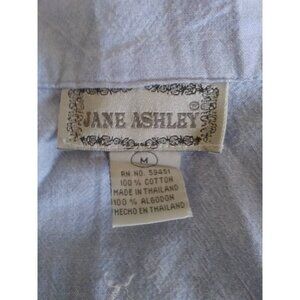 ®
JANE ASHLEY
M
RN. NO. 59451
100% COTTON
MADE IN THAILAND
100% ALGODON
HECHO EN THAILAND